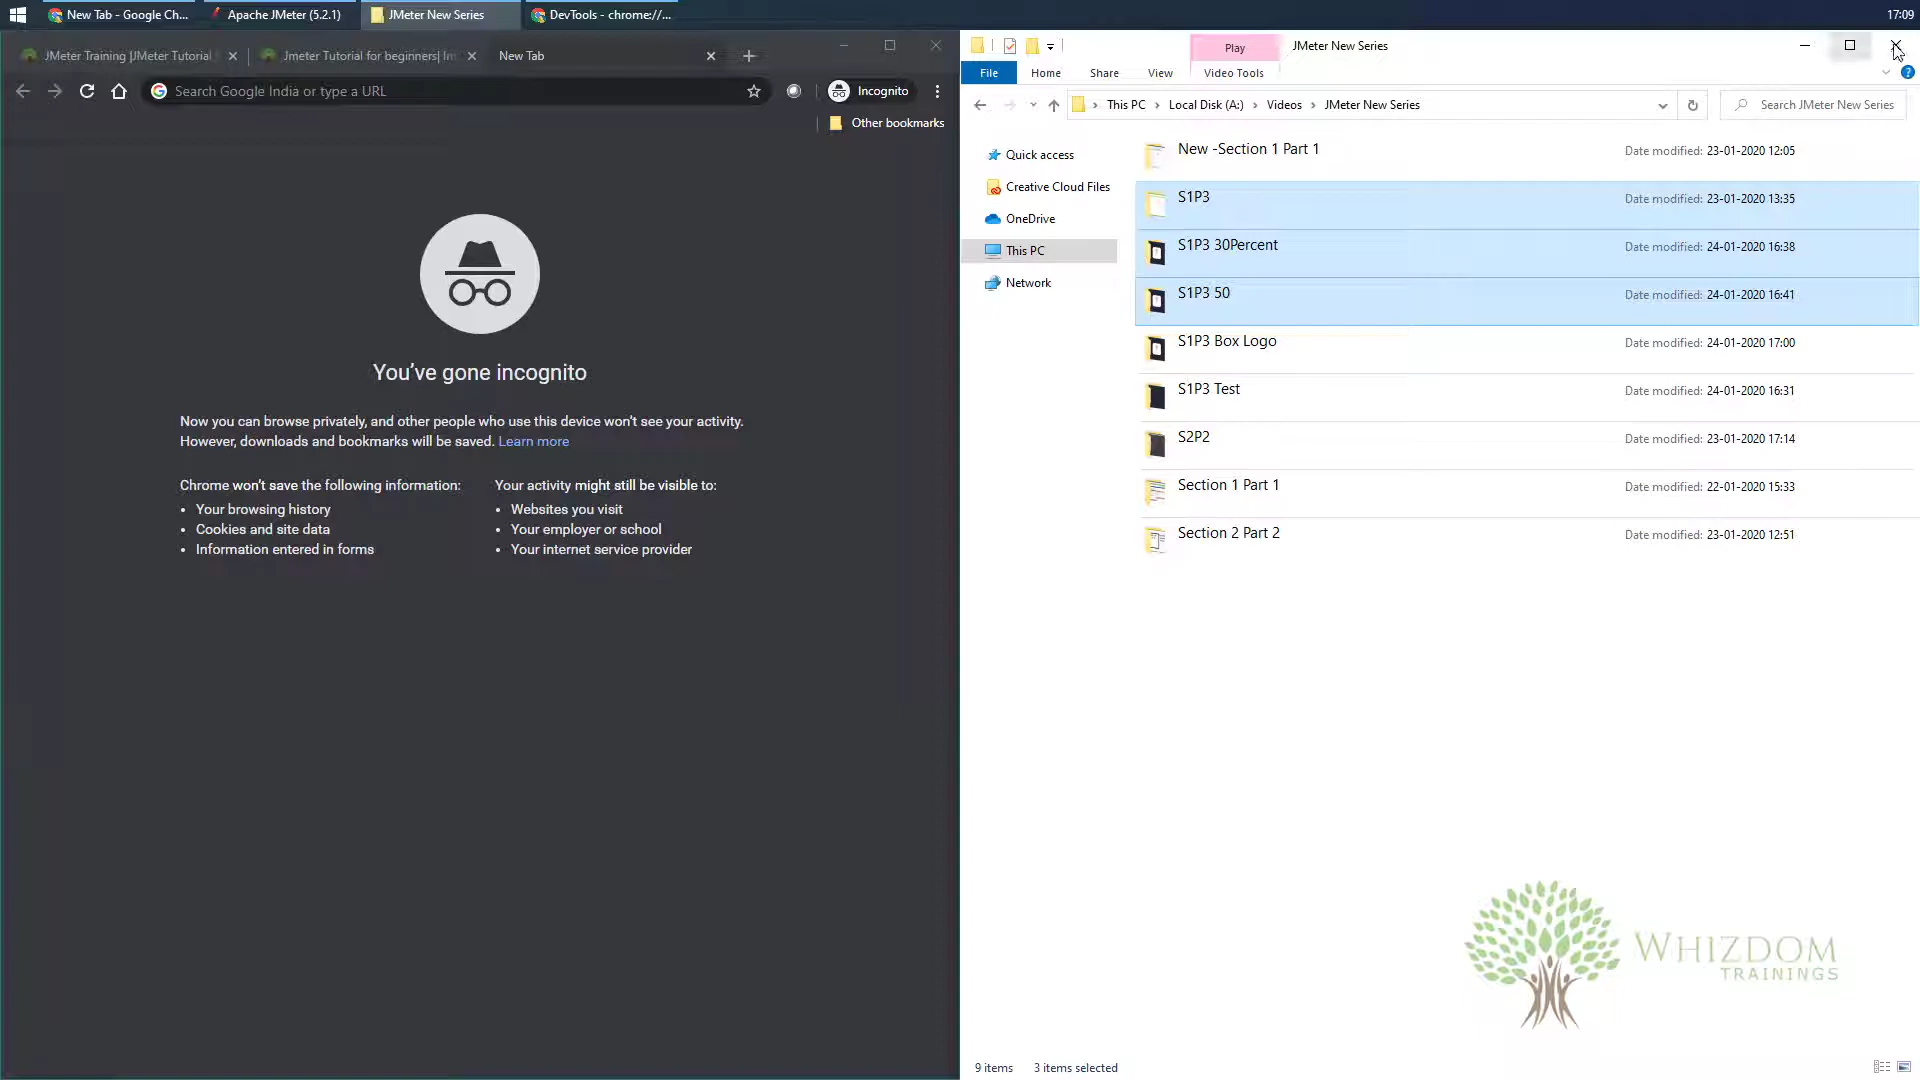 New Tab - Google Ch...
Apache JMeter (5.2.1)
JMeter New Series
DevTools - chrome://...
17:09
JMeter Training |JMeter Tutorial
Jmeter Tutorial for beginners| Im
New Tab
Search Google India or type a URL
Incognito
Other bookmarks
You've gone incognito
Now you can browse privately, and other people who use this device won't see your activity.
However, downloads and bookmarks will be saved. Learn more
Chrome won't save the following information:
Your browsing history
Cookies and site data
Information entered in forms
Your activity might still be visible to:
Websites you visit
Your employer or school
Your internet service provider
Play
JMeter New Series
File
Home
Share
View
Video Tools
This PC
Local Disk (A:)
Videos
JMeter New Series
Search JMeter New Series
Quick access
Creative Cloud Files
OneDrive
This PC
Network
New -Section 1 Part 1
Date modified: 23-01-2020 12:05
S1P3
Date modified: 23-01-2020 13:35
S1P3 30Percent
Date modified: 24-01-2020 16:38
S1P3 50
Date modified: 24-01-2020 16:41
S1P3 Box Logo
Date modified: 24-01-2020 17:00
S1P3 Test
Date modified: 24-01-2020 16:31
S2P2
Date modified: 23-01-2020 17:14
Section 1 Part 1
Date modified: 22-01-2020 15:33
Section 2 Part 2
Date modified: 23-01-2020 12:51
WHIZDOM
TRAININGS
9 items
3 items selected